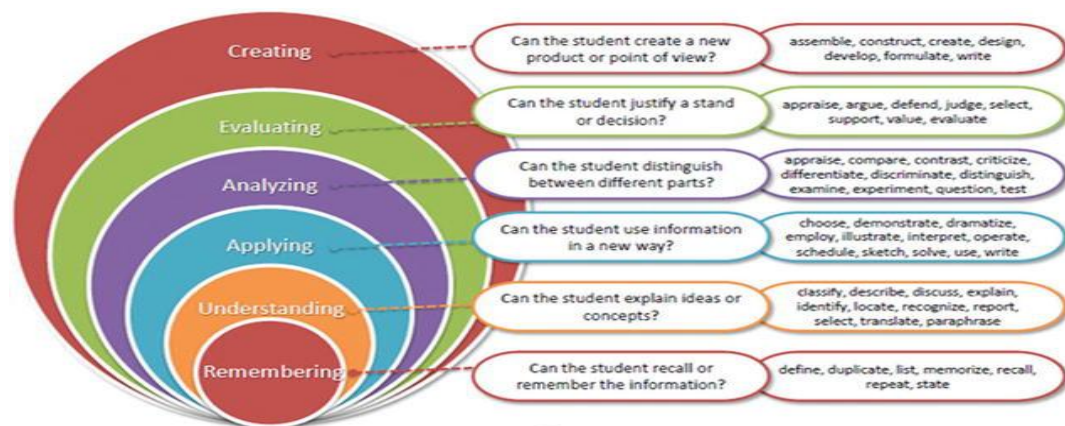 Creating
Can the student create a new
product or point of view?
assemble, construct, create, design,
develop, formulate, write
Evaluating
Can the student justify a stand
or decision?
appraise, argue, defend, judge, select,
support, value, evaluate
Analyzing
Can the student distinguish
between different parts?
appraise, compare, contrast, criticize,
differentiate, discriminate, distinguish,
examine, experiment, question, test
Applying
Can the student use information
in a new way?
choose, demonstrate, dramatize,
employ, illustrate, interpret, operate,
schedule, sketch, solve, use, write
Understanding
Can the student explain ideas or
concepts?
classify, describe, discuss, explain,
identify, locate, recognize, report,
select, translate, paraphrase
Remembering
Can the student recall or
remember the information?
define, duplicate, list, memorize, recall,
repeat, state